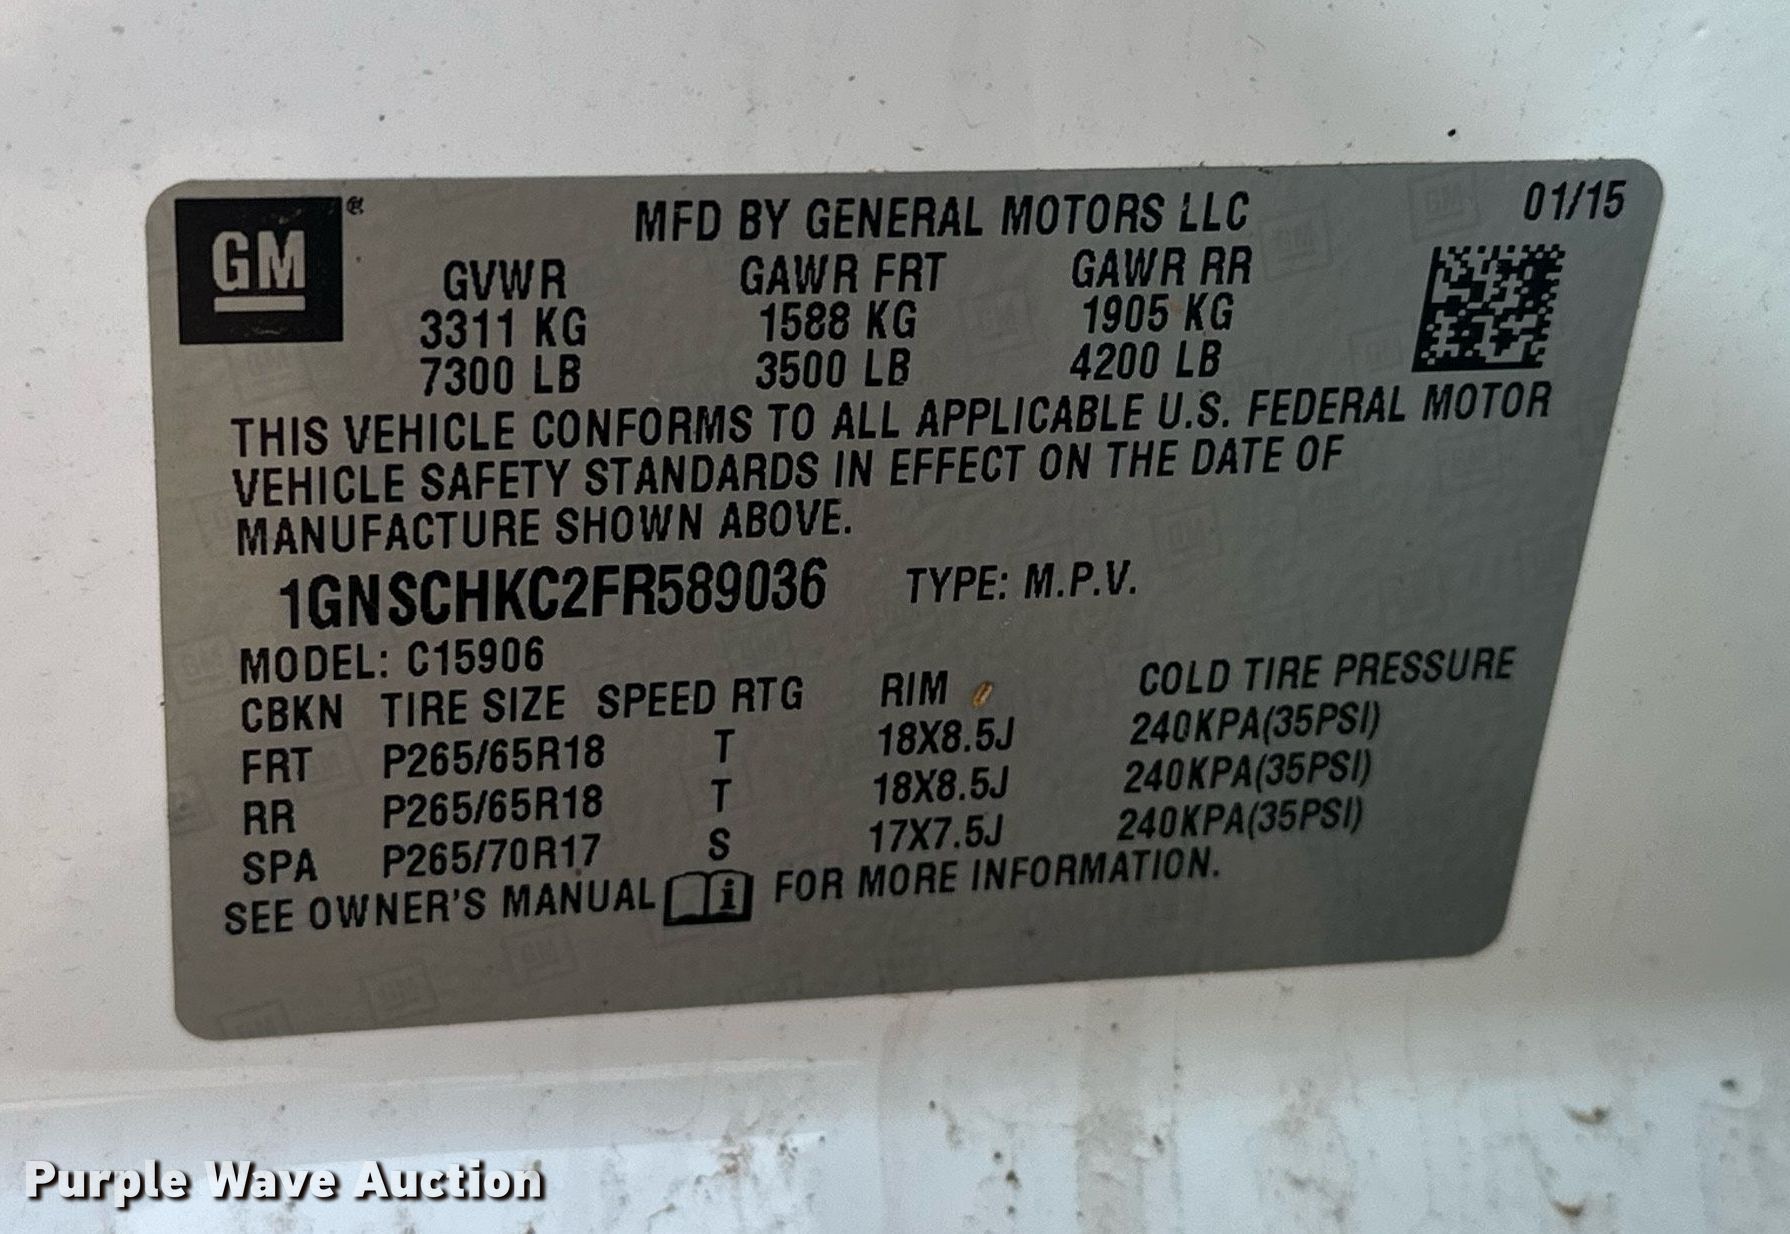 GM ®
MFD BY GENERAL MOTORS LLC 01/15
GVWR GAWR FRT GAWR RR
3311 KG 1588 KG 1905 KG
7300 LB 3500 LB 4200 LB
THIS VEHICLE CONFORMS TO ALL APPLICABLE U.S. FEDERAL MOTOR
VEHICLE SAFETY STANDARDS IN EFFECT ON THE DATE OF
MANUFACTURE SHOWN ABOVE.
1GNSCHKC2FR589036 TYPE: M.P.V.
MODEL: C15906
CBKN TIRE SIZE SPEED RTG RIM COLD TIRE PRESSURE
FRT P265/65R18 T 18X8.5J 240KPA(35PSI)
RR P265/65R18 T 18X8.5J 240KPA(35PSI)
SPA P265/70R17 S 17X7.5J 240KPA(35PSI)
SEE OWNER'S MANUAL i FOR MORE INFORMATION.
Purple Wave Auction